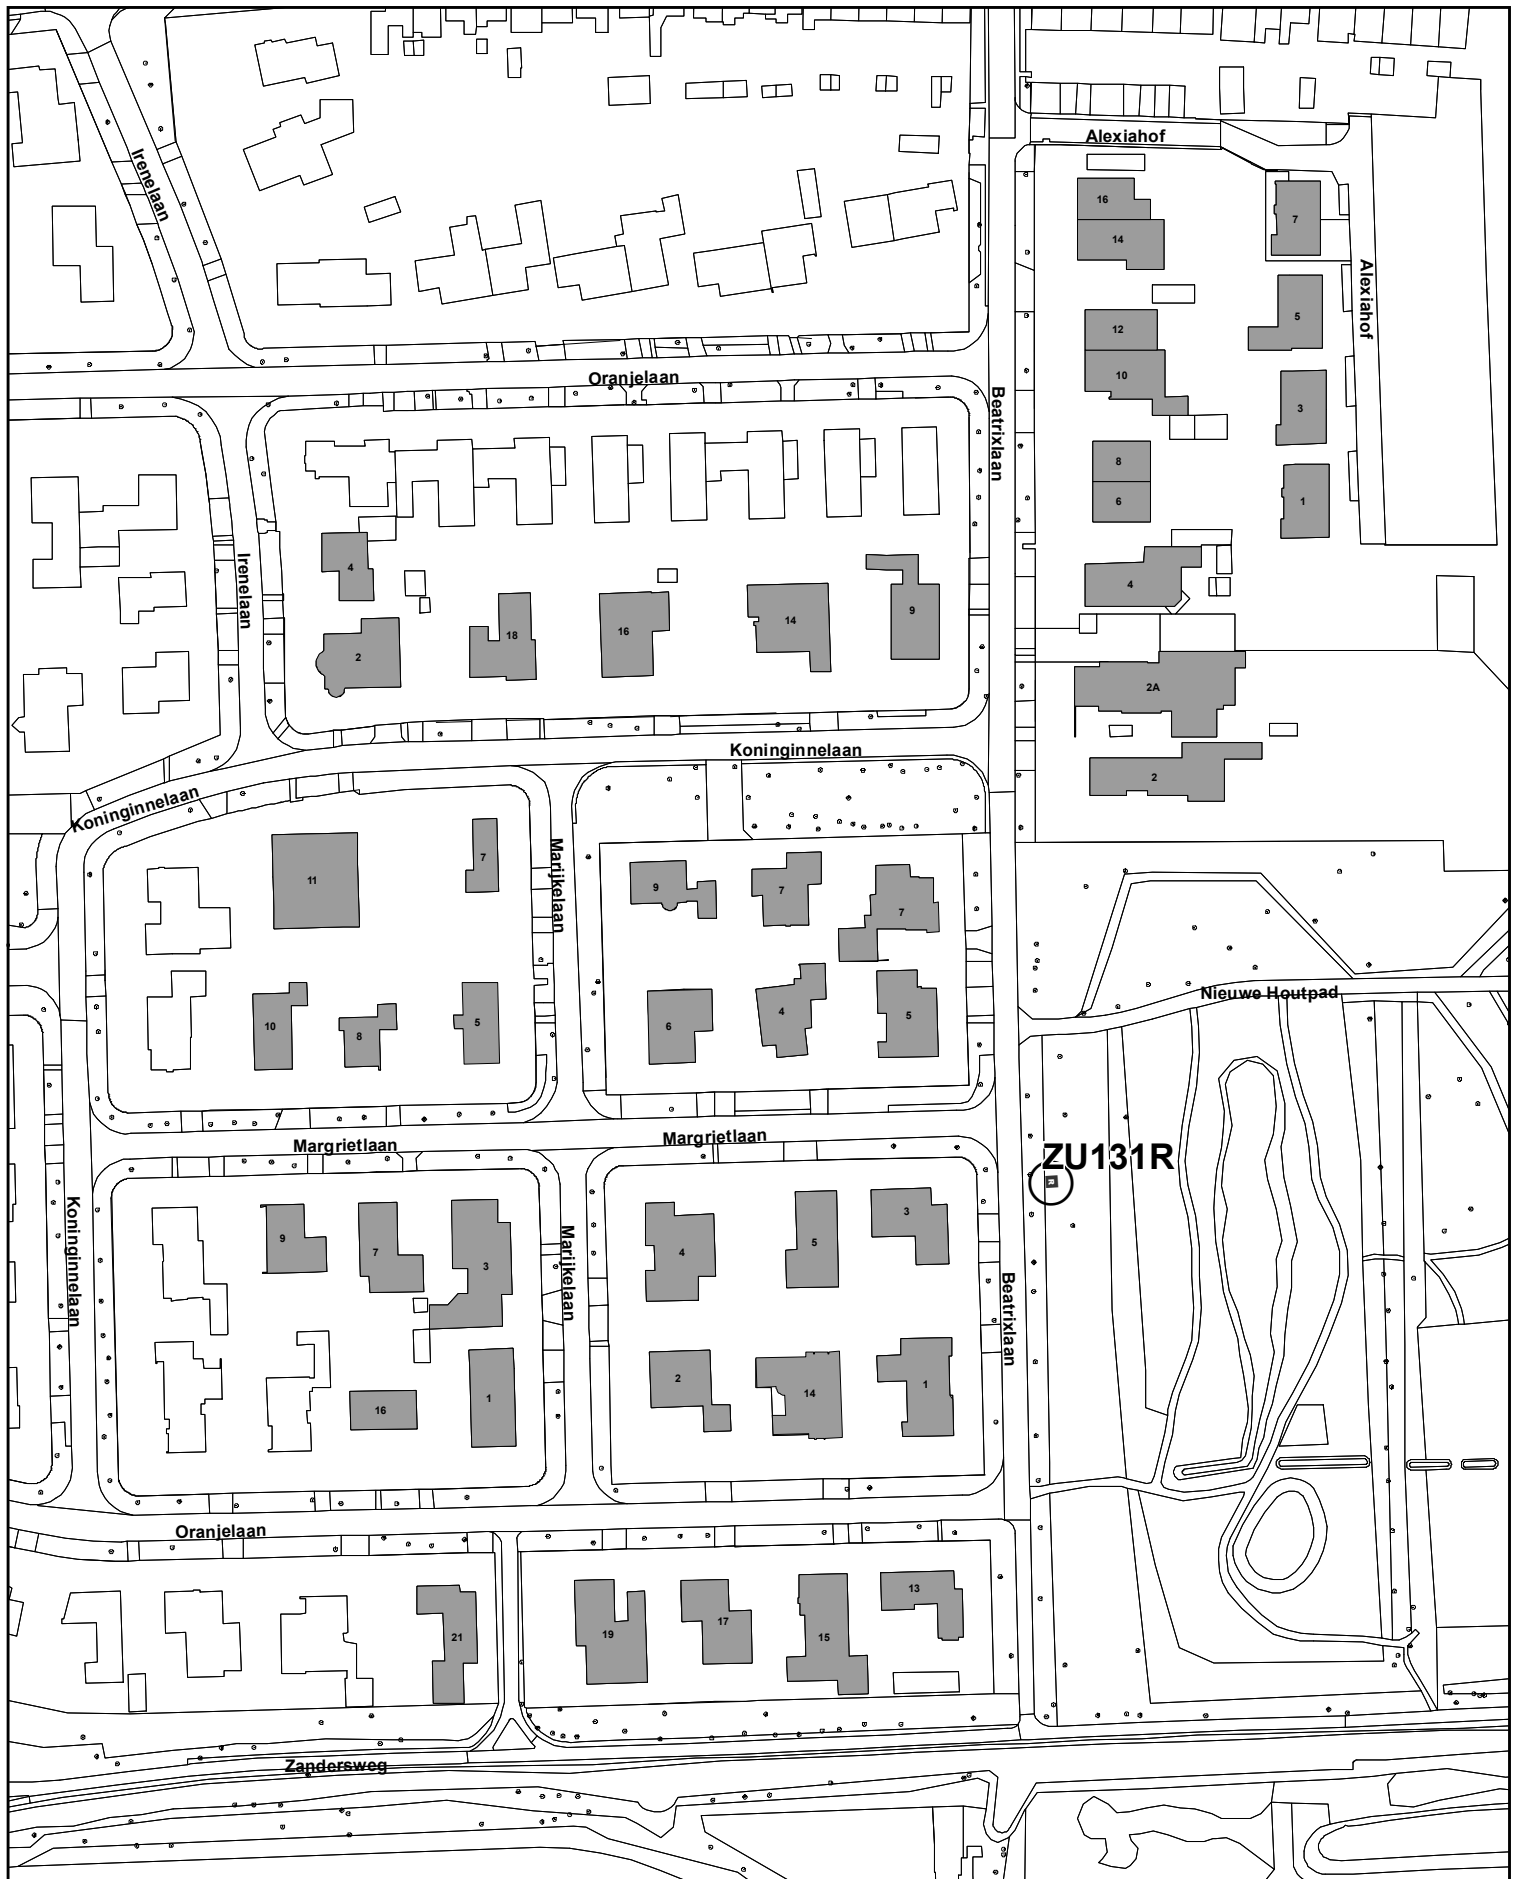 Alexiahof
Irenelaan
16
7
14
Alexiahof
5
12
Oranjelaan
10
Beatrixlaan
3
8
6
1
4
Irenelaan
4
9
14
16
18
2
2A
Koninginnelaan
2
Koninginnelaan
7
Marijkelaan
11
9
7
7
Nieuwe Houtpad
10
8
5
6
4
5
Margrietlaan
Margrietlaan
ZU131R
R
Koninginnelaan
9
7
3
Marijkelaan
4
5
3
Beatrixlaan
16
1
2
14
1
Oranjelaan
21
19
17
15
13
Zandersweg